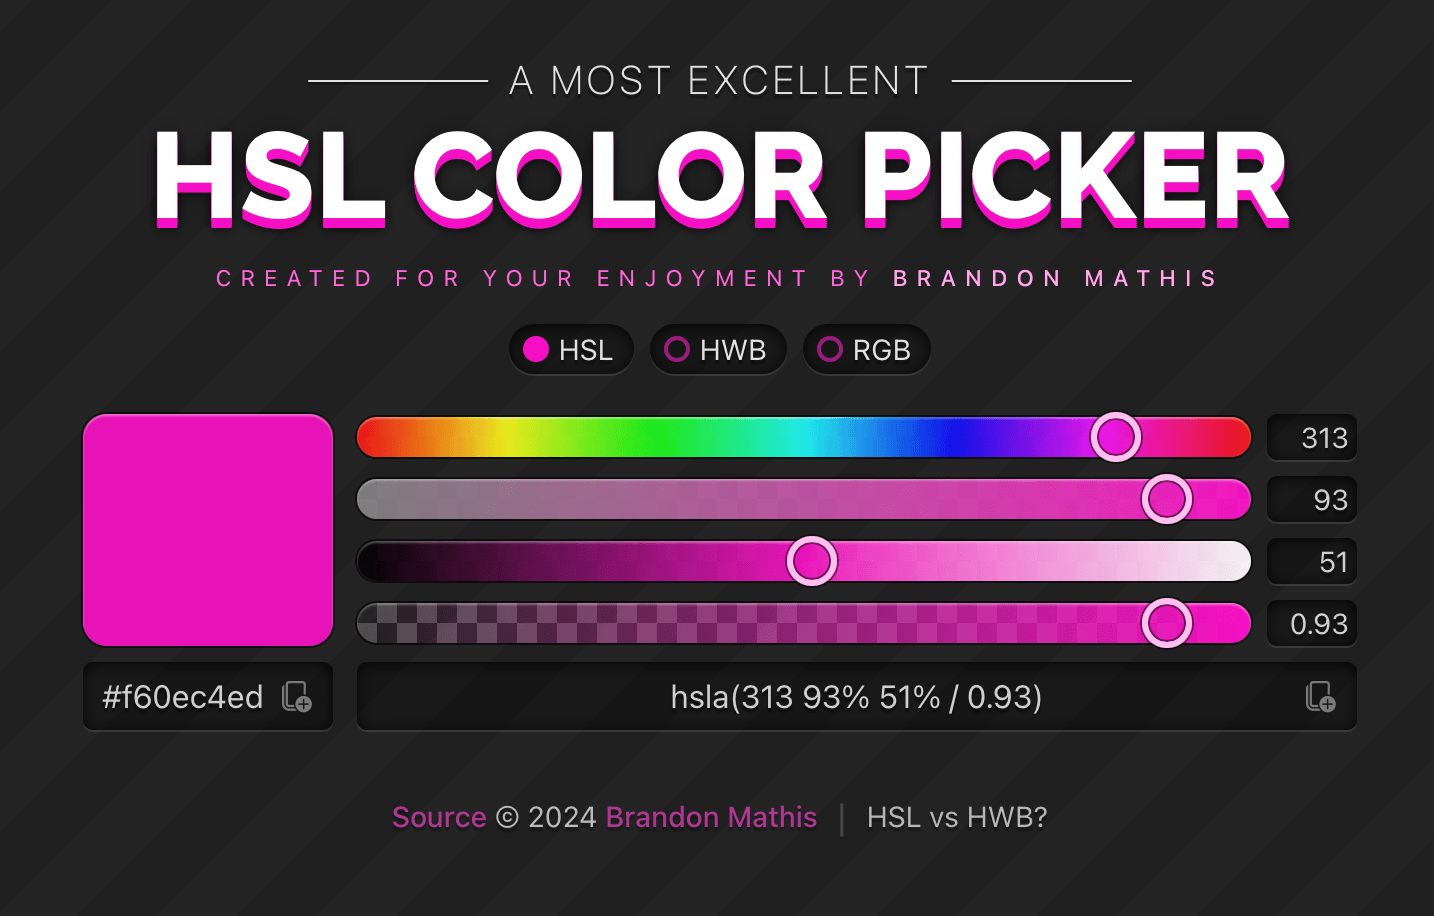 A MOST EXCELLENT
HSL COLOR PICKER
CREATED FOR YOUR ENJOYMENT BY BRANDON MATHIS
HSL HWB RGB
313
93
51
0.93
#f60ec4ed hsla(313 93% 51% / 0.93)
Source © 2024 Brandon Mathis | HSL vs HWB?